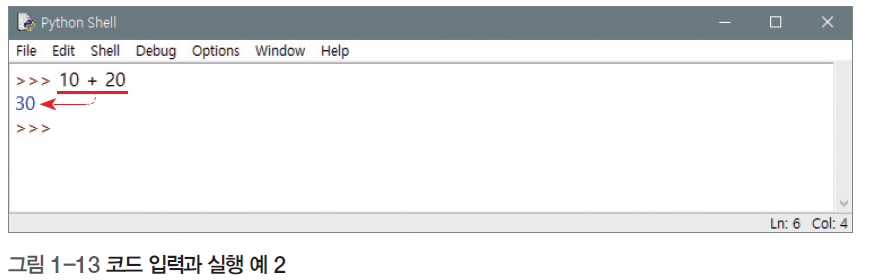 Python Shell
File Edit Shell Debug Options Window Help
>>> 10 + 20
30
>>>
Ln: 6 Col: 4
그림 1-13 코드 입력과 실행 예 2